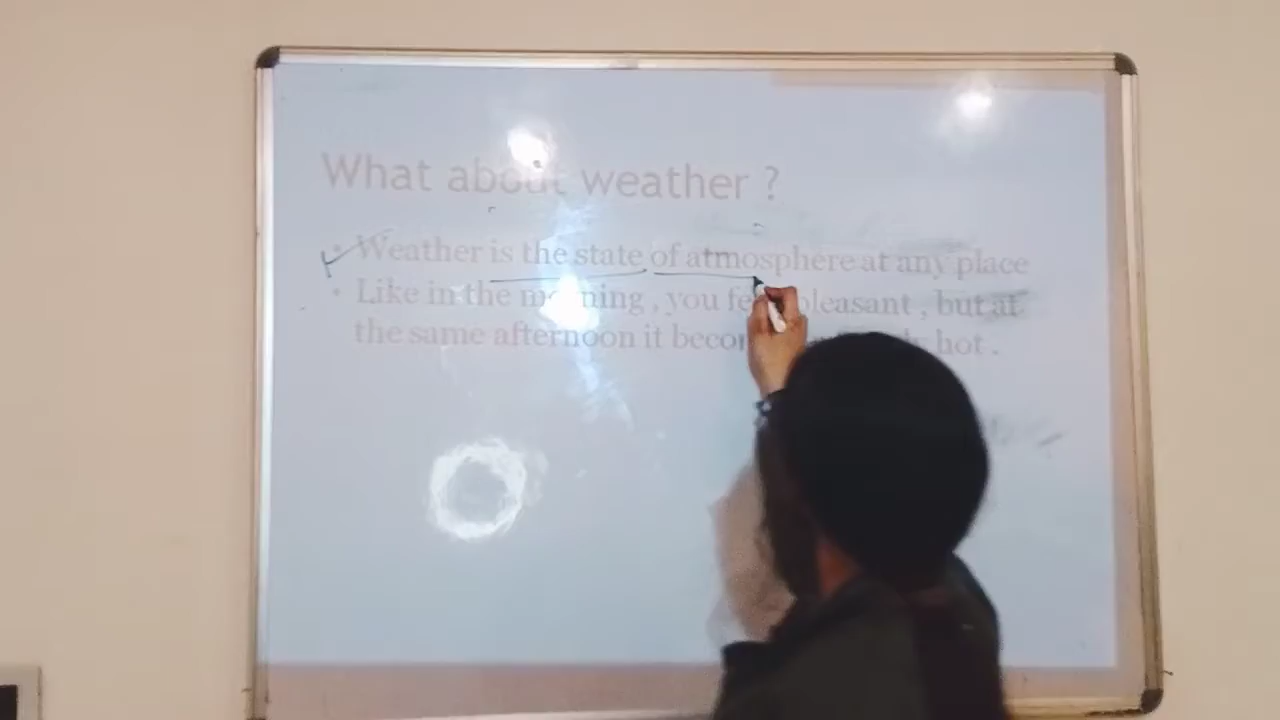 What about weather ?
• Weather is the state of atmosphere at any place
• Like in the morning , you pleasant , but at
the same afternoon it hot .